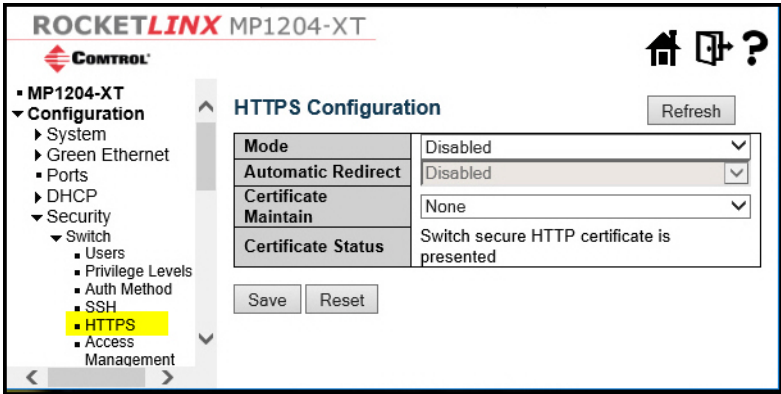 ROCKETLINX MP1204-XT
COMTROL
?
MP1204-XT
Configuration
System
Green Ethernet
Ports
DHCP
Security
Switch
Users
Privilege Levels
Auth Method
SSH
HTTPS
Access
Management
HTTPS Configuration
Refresh
Mode Disabled
Automatic Redirect Disabled
Certificate
Maintain None
Certificate Status Switch secure HTTP certificate is
presented
Save Reset